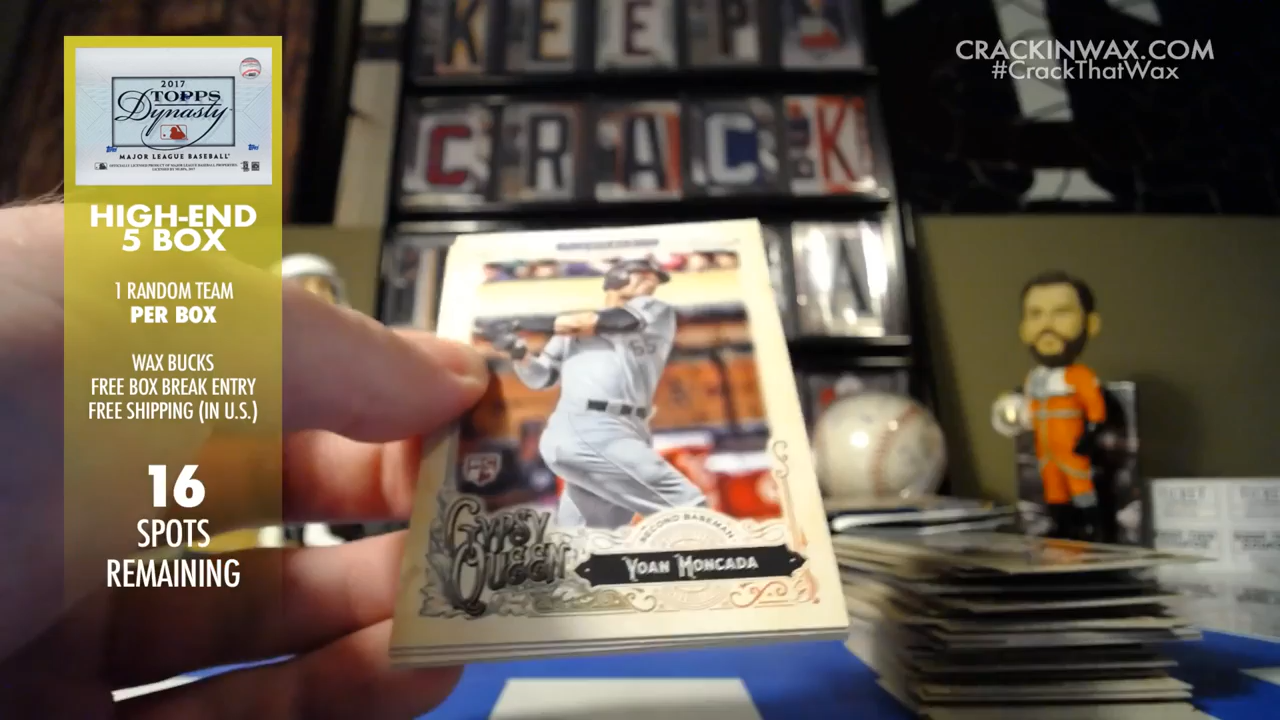 KEEP
CRACK
CRACKINWAX.COM
#CrackThatWax
2017
TOPPS
Dynasty
MAJOR LEAGUE BASEBALL
HIGH-END
5 BOX
1 RANDOM TEAM
PER BOX
WAX BUCKS
FREE BOX BREAK ENTRY
FREE SHIPPING (IN U.S.)
16
SPOTS
REMAINING
65
GYPSY
QUEEN
SECOND BASEMAN
YOAN MONCADA